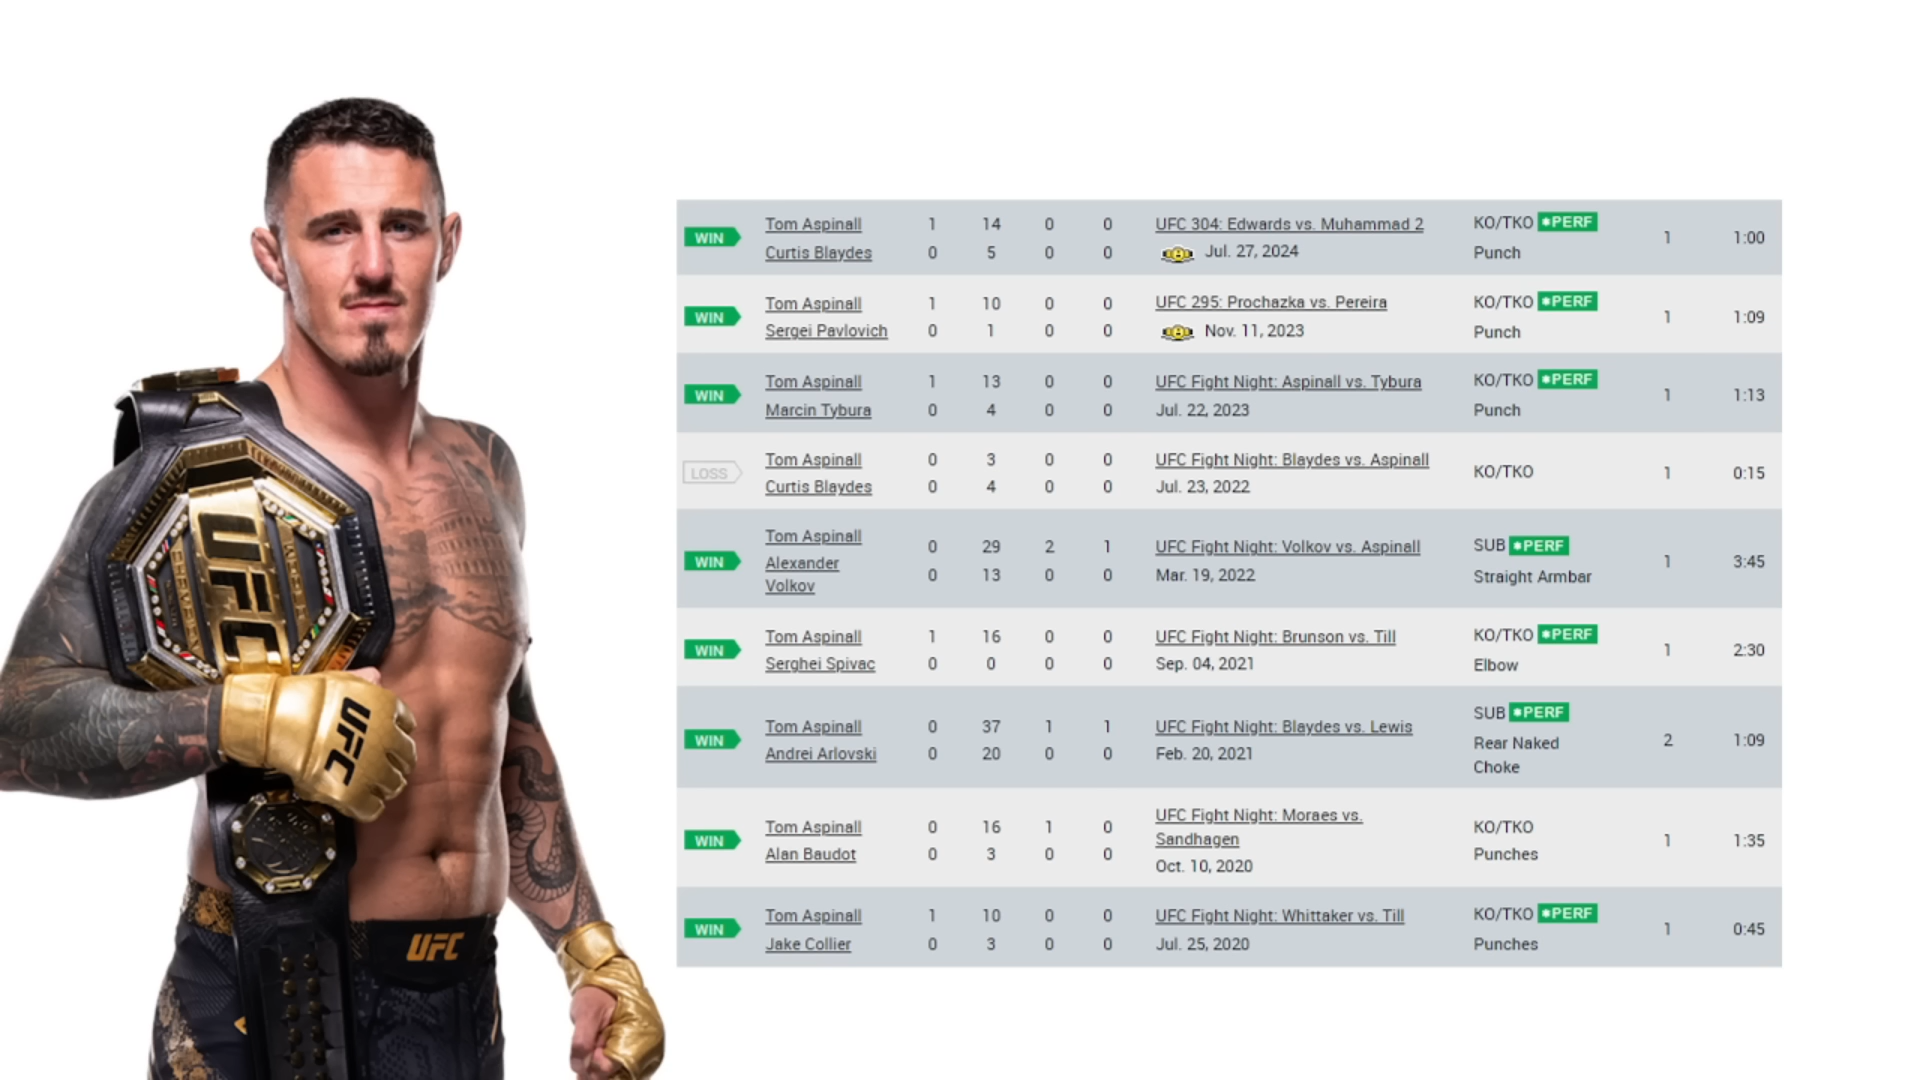 WIN
Tom Aspinall 1 14 0 0 UFC 304: Edwards vs. Muhammad 2 KO/TKO *PERF 1 1:00
Curtis Blaydes 0 5 0 0 Jul. 27, 2024 Punch
WIN
Tom Aspinall 1 10 0 0 UFC 295: Prochazka vs. Pereira KO/TKO *PERF 1 1:09
Sergei Pavlovich 0 1 0 0 Nov. 11, 2023 Punch
WIN
Tom Aspinall 1 13 0 0 UFC Fight Night: Aspinall vs. Tybura KO/TKO *PERF 1 1:13
Marcin Tybura 0 4 0 0 Jul. 22, 2023 Punch
LOSS
Tom Aspinall 0 3 0 0 UFC Fight Night: Blaydes vs. Aspinall KO/TKO 1 0:15
Curtis Blaydes 0 4 0 0 Jul. 23, 2022
WIN
Tom Aspinall 0 29 2 1 UFC Fight Night: Volkov vs. Aspinall SUB *PERF 1 3:45
Alexander 0 13 0 0 Mar. 19, 2022 Straight Armbar
Volkov
WIN
Tom Aspinall 1 16 0 0 UFC Fight Night: Brunson vs. Till KO/TKO *PERF 1 2:30
Serghei Spivac 0 0 0 0 Sep. 04, 2021 Elbow
WIN
Tom Aspinall 0 37 1 1 UFC Fight Night: Blaydes vs. Lewis SUB *PERF 2 1:09
Andrei Arlovski 0 20 0 0 Feb. 20, 2021 Rear Naked
Choke
WIN
Tom Aspinall 0 16 1 0 UFC Fight Night: Moraes vs. KO/TKO 1 1:35
Sandhagen
Alan Baudot 0 3 0 0 Oct. 10, 2020 Punches
WIN
Tom Aspinall 1 10 0 0 UFC Fight Night: Whittaker vs. Till KO/TKO *PERF 1 0:45
Jake Collier 0 3 0 0 Jul. 25, 2020 Punches
UFC
UFC
UFC